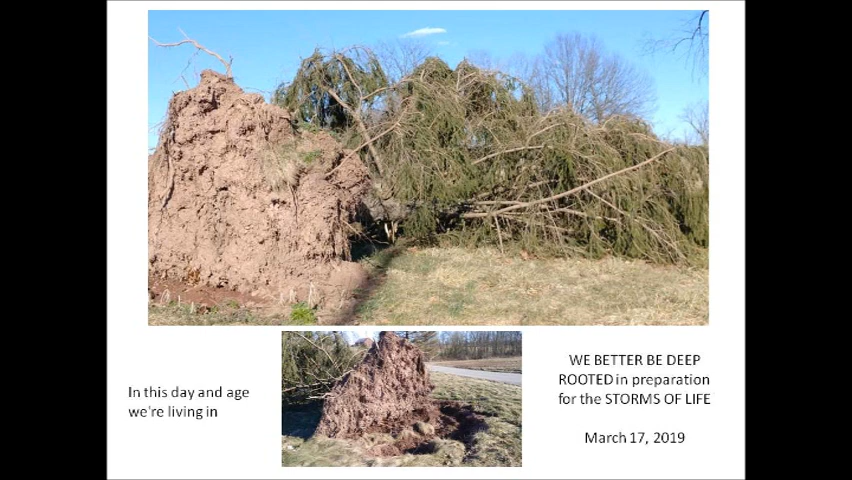 In this day and age
we're living in
WE BETTER BE DEEP
ROOTED in preparation
for the STORMS OF LIFE
March 17, 2019